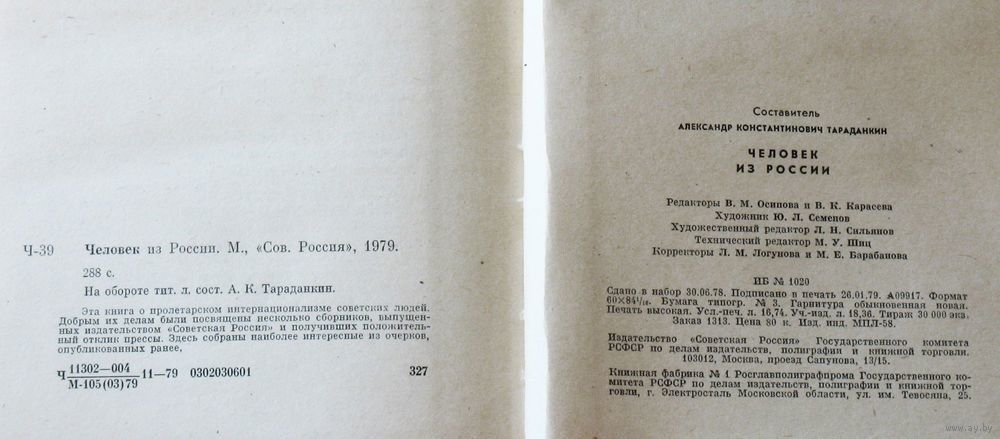 Ч-39 Человек из России. М., «Сов. Россия», 1979.
288 с.
На обороте тит. л. сост. А. К. Тараданкин.
Эта книга о пролетарском интернационализме советских людей.
Добрым их делам были посвящены несколько сборников, выпущен-
ных издательством «Советская Россия» и получивших положитель-
ный отклик прессы. Здесь собраны наиболее интересные из очерков,
опубликованных ранее.
Ч 11302—004 11—79 0302030601 327
М-105(03)79
Составитель
АЛЕКСАНДР КОНСТАНТИНОВИЧ ТАРАДАНКИН
ЧЕЛОВЕК
ИЗ РОССИИ
Редакторы В. М. Осипова и В. К. Карасева
Художник Ю. Л. Семенов
Художественный редактор Л. Н. Сильянов
Технический редактор М. У. Шиц
Корректоры Л. М. Логунова и М. Е. Барабанова
ИБ № 1020
Сдано в набор 30.06.78. Подписано в печать 26.01.79. А09917. Формат
60×84 1/16. Бумага типогр. № 3. Гарнитура обыкновенная новая.
Печать высокая. Усл.-печ. л. 16,74. Уч.-изд. л. 18,36. Тираж 30 000 экз.
Заказ 1313. Цена 80 к. Изд. инд. МПЛ-58.
Издательство «Советская Россия» Государственного комитета
РСФСР по делам издательств, полиграфии и книжной торговли.
103012, Москва, проезд Сапунова, 13/15.
Книжная фабрика № 1 Росглавполиграфпрома Государственного ко-
митета РСФСР по делам издательств, полиграфии и книжной тор-
говли, г. Электросталь Московской области, ул. им. Тевосяна, 25.
www.ay.by